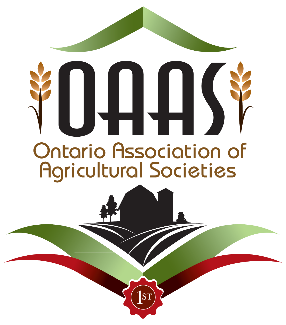 OAAS
Ontario Association of
Agricultural Societies
1ST